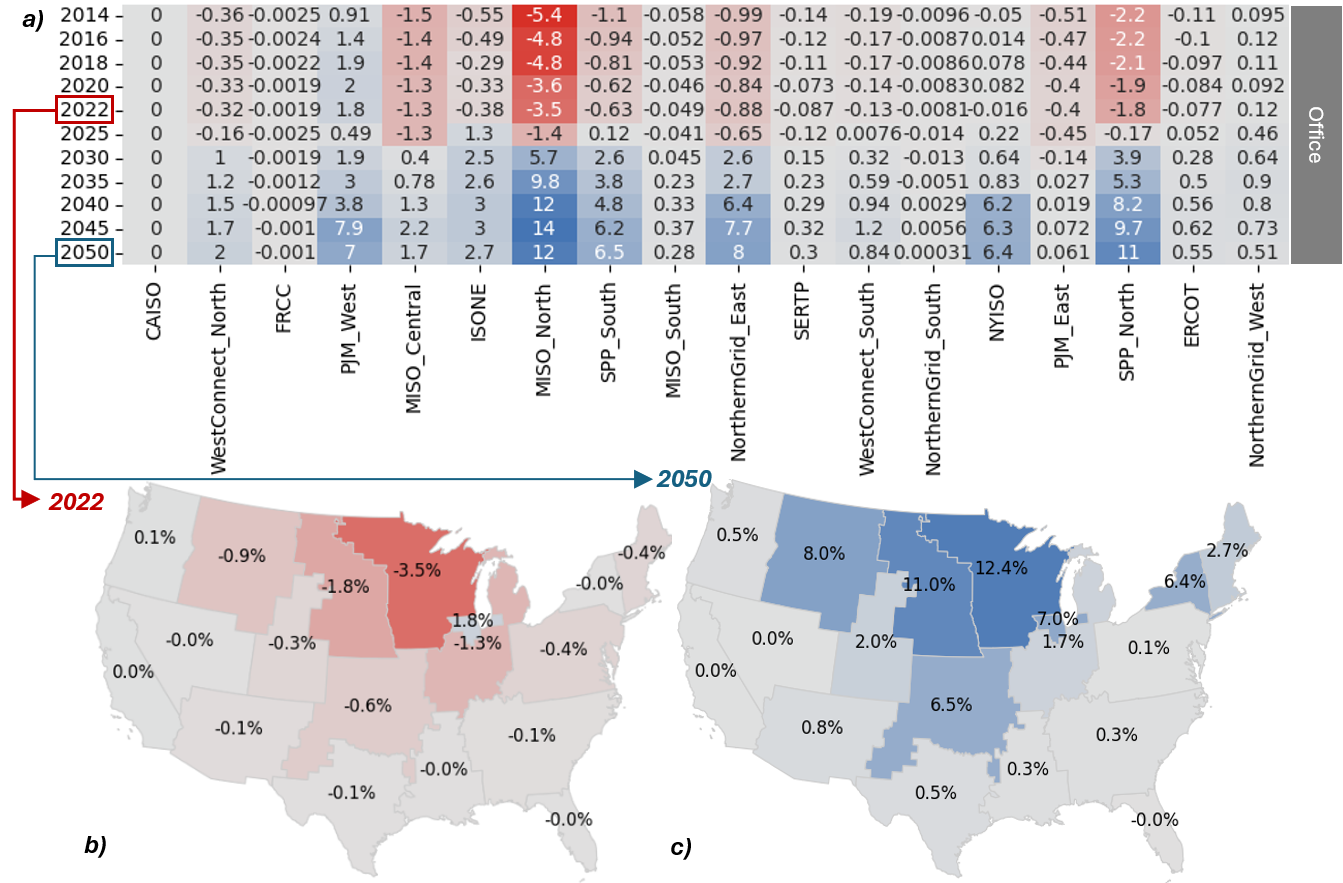 a)
2014 0 -0.36 -0.0025 0.91 -1.5 -0.55 -5.4 -1.1 -0.058 -0.99 -0.14 -0.19 -0.0096 -0.05 -0.51 -2.2 -0.11 0.095
2016 0 -0.35 -0.0024 1.4 -1.4 -0.49 -4.8 -0.94 -0.052 -0.97 -0.12 -0.17 -0.0087 0.014 -0.47 -2.2 -0.1 0.12
2018 0 -0.35 -0.0022 1.9 -1.4 -0.29 -4.8 -0.81 -0.053 -0.92 -0.11 -0.17 -0.0086 0.078 -0.44 -2.1 -0.097 0.11
2020 0 -0.33 -0.0019 2 -1.3 -0.33 -3.6 -0.62 -0.046 -0.84 -0.073 -0.14 -0.0083 0.082 -0.4 -1.9 -0.084 0.092
2022 0 -0.32 -0.0019 1.8 -1.3 -0.38 -3.5 -0.63 -0.049 -0.88 -0.087 -0.13 -0.0081 -0.016 -0.4 -1.8 -0.077 0.12
2025 0 -0.16 -0.0025 0.49 -1.3 1.3 -1.4 0.12 -0.041 -0.65 -0.12 0.0076 -0.014 0.22 -0.45 -0.17 0.052 0.46
2030 0 1 -0.0019 1.9 0.4 2.5 5.7 2.6 0.045 2.6 0.15 0.32 -0.013 0.64 -0.14 3.9 0.28 0.64
2035 0 1.2 -0.0012 3 0.78 2.6 9.8 3.8 0.23 2.7 0.23 0.59 -0.0051 0.83 0.027 5.3 0.5 0.9
2040 0 1.5 -0.00097 3.8 1.3 3 12 4.8 0.33 6.4 0.29 0.94 0.0029 6.2 0.019 8.2 0.56 0.8
2045 0 1.7 -0.001 7.9 2.2 3 14 6.2 0.37 7.7 0.32 1.2 0.0056 6.3 0.072 9.7 0.62 0.73
2050 0 2 -0.001 7 1.7 2.7 12 6.5 0.28 8 0.3 0.84 0.00031 6.4 0.061 11 0.55 0.51
Office
CAISO
WestConnect_North
FRCC
PJM_West
MISO_Central
ISONE
MISO_North
SPP_South
MISO_South
NorthernGrid_East
SERTP
WestConnect_South
NorthernGrid_South
NYISO
PJM_East
SPP_North
ERCOT
NorthernGrid_West
2022
0.1%
-0.9%
-1.8%
-3.5%
-0.4%
-0.0%
1.8%
-0.0%
-0.3%
-1.3%
-0.4%
0.0%
-0.6%
-0.1%
-0.1%
-0.0%
-0.1%
-0.0%
b)
2050
0.5%
8.0%
11.0%
12.4%
2.7%
6.4%
7.0%
0.0%
2.0%
1.7%
0.1%
0.0%
6.5%
0.8%
0.3%
0.3%
0.5%
-0.0%
c)